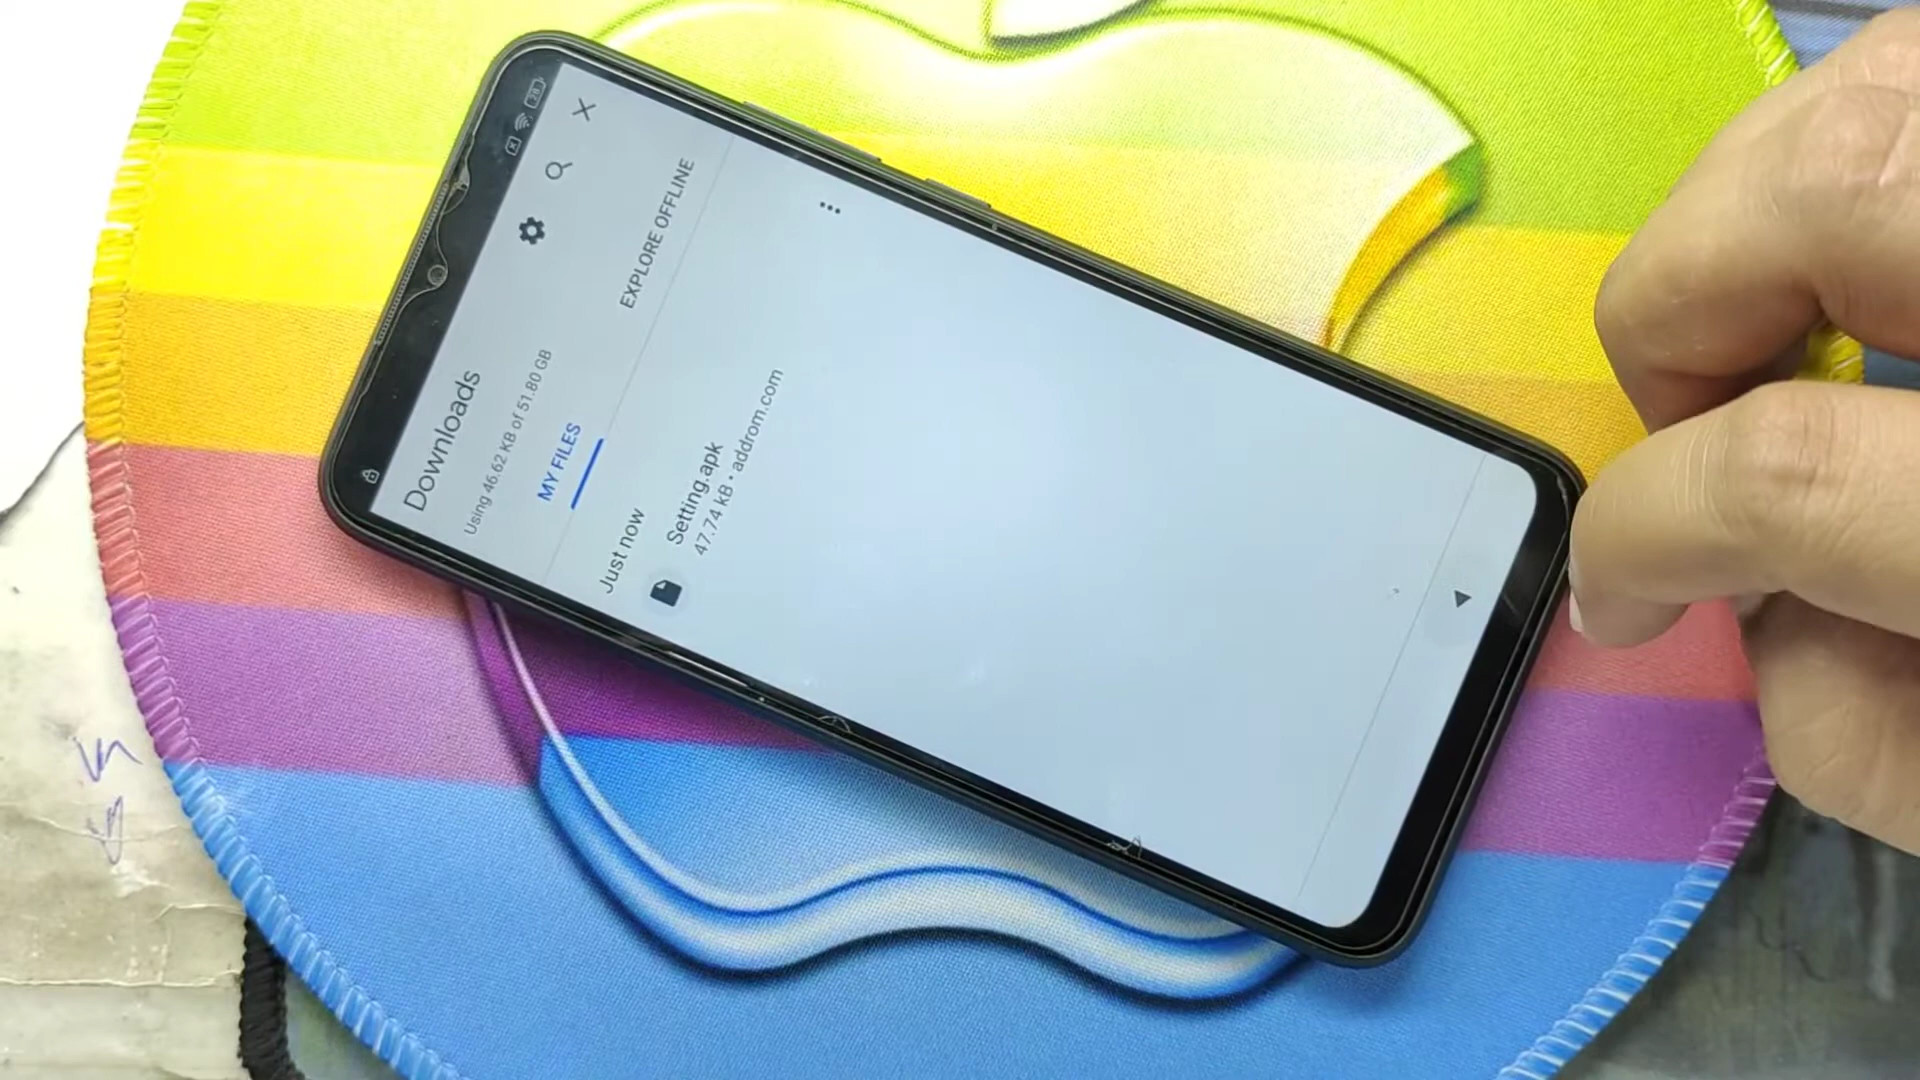 28
Downloads
Using 46.62 KB of 51.80 GB
MY FILES
EXPLORE OFFLINE
Just now
Setting.apk
47.74 kB • addrom.com